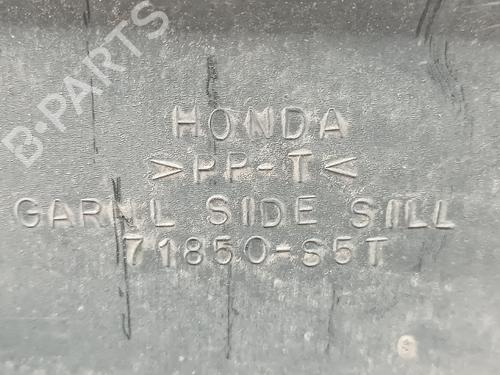 B-PARTS
HONDA
>PP-T<
GARN.L SIDE SILL
71850-S5T